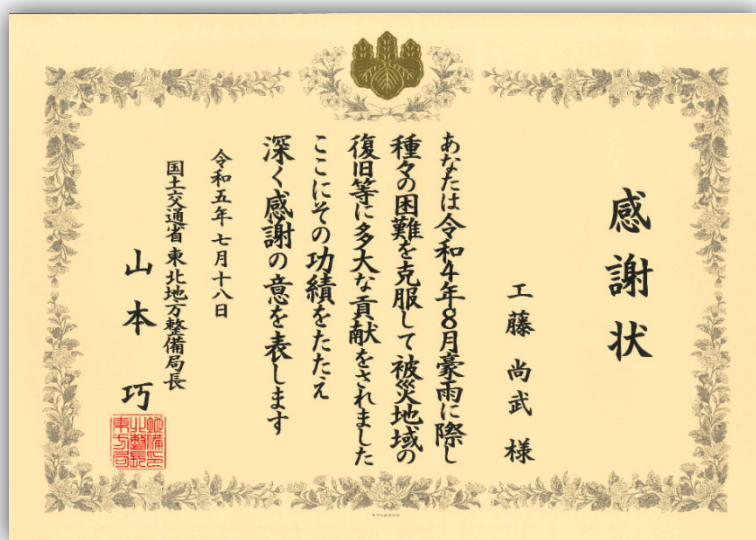 感謝状
工藤尚武様
あなたは令和4年8月豪雨に際し
種々の困難を克服して被災地域の
復旧等に多大な貢献をされました
ここにその功績をたたえ
深く感謝の意を表します
令和五年七月十八日
国土交通省東北地方整備局長
山本巧